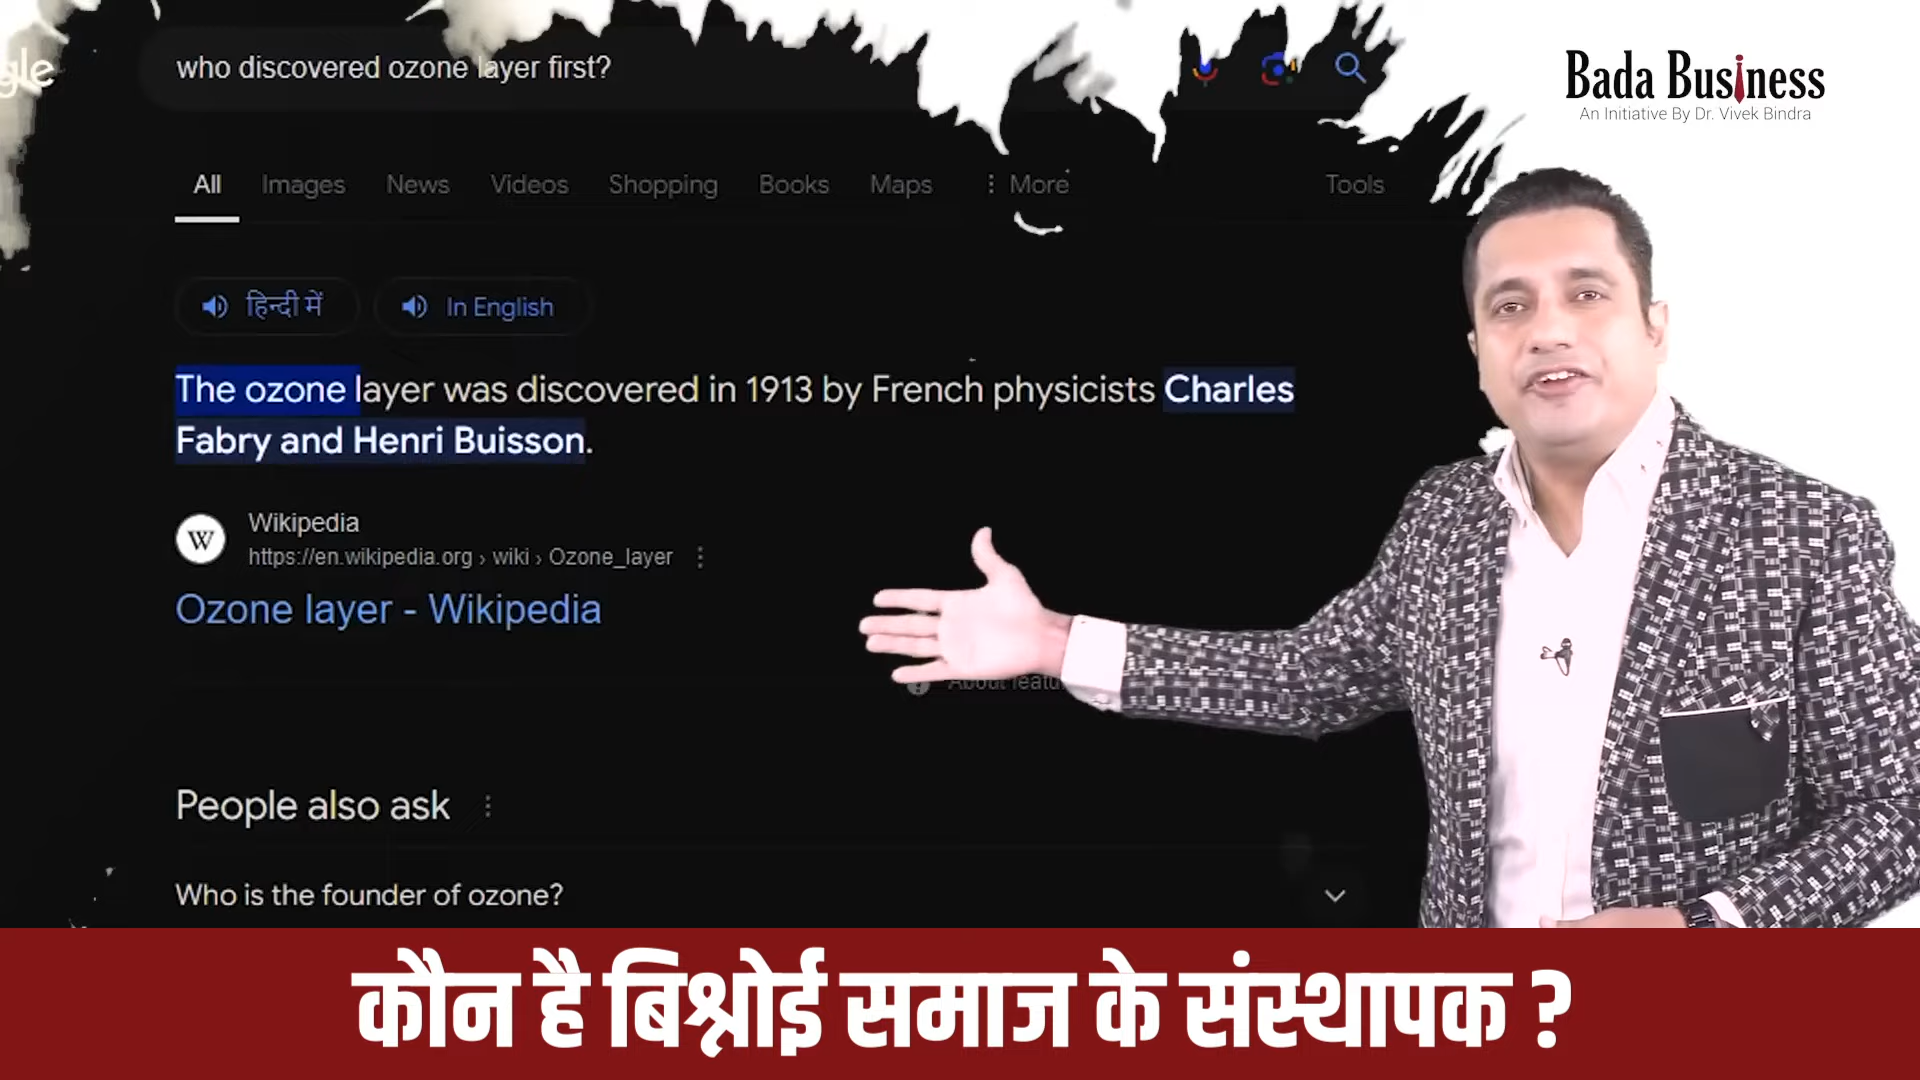 gle
who discovered ozone layer first?
Bada Business
An Initiative By Dr. Vivek Bindra
All Images News Videos Shopping Books Maps More Tools
हिन्दी में In English
The ozone layer was discovered in 1913 by French physicists Charles
Fabry and Henri Buisson.
W
Wikipedia
https://en.wikipedia.org › wiki › Ozone_layer
Ozone layer - Wikipedia
About
People also ask
Who is the founder of ozone?
कौन है बिश्नोई समाज के संस्थापक ?